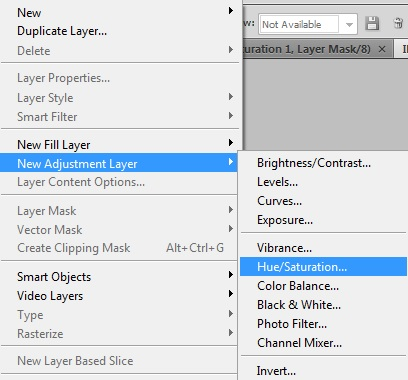 New
Duplicate Layer...
Delete
Layer Properties...
Layer Style
Smart Filter
New Fill Layer
New Adjustment Layer
Layer Content Options...
Layer Mask
Vector Mask
Create Clipping Mask Alt+Ctrl+G
Smart Objects
Video Layers
Type
Rasterize
New Layer Based Slice
w: Not Available
turation 1, Layer Mask/8) ×
Brightness/Contrast...
Levels...
Curves...
Exposure...
Vibrance...
Hue/Saturation...
Color Balance...
Black & White...
Photo Filter...
Channel Mixer...
Invert...